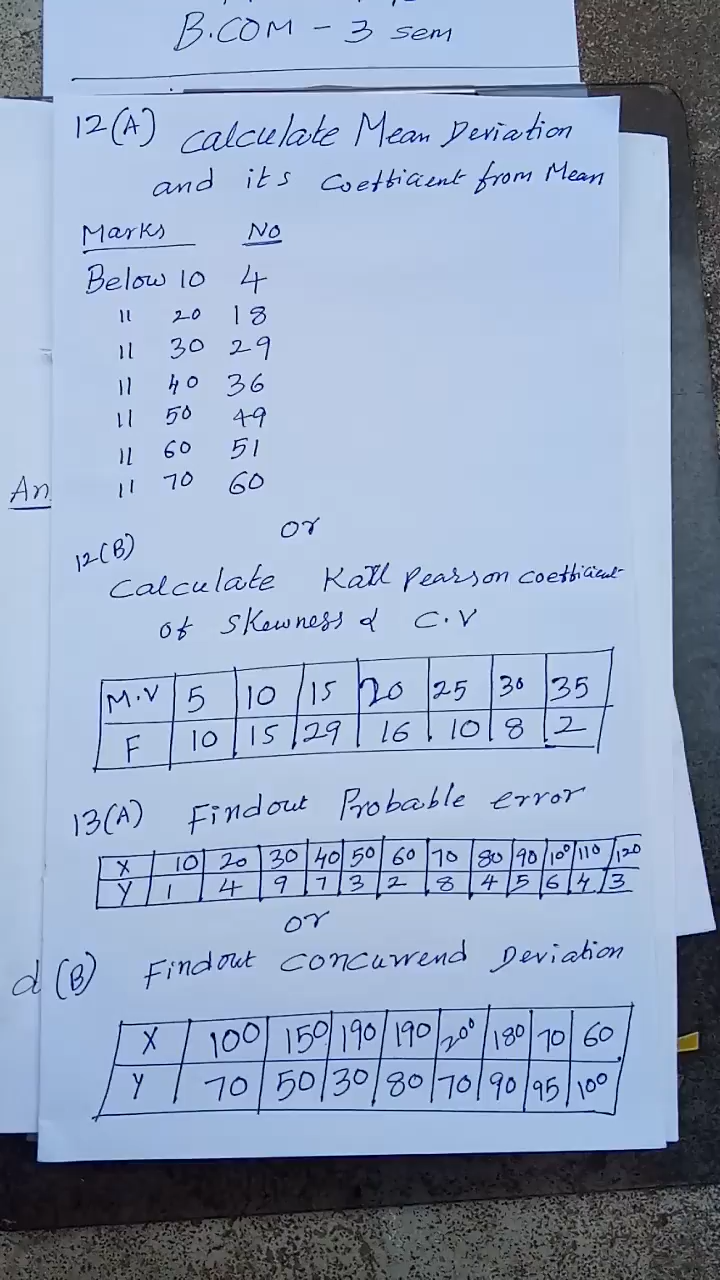 B.COM - 3 sem
12(A) Calculate Mean Deviation
and its Coefficient from Mean
Marks No
Below 10 4
" 20 18
" 30 29
" 40 36
" 50 49
" 60 51
" 70 60
An
or
12(B)
Calculate Karl Pearson coefficient
of Skewness & C.V
M.V 5 10 15 20 25 30 35
F 10 15 29 16 10 8 2
13(A) Findout Probable error
X 10 20 30 40 50 60 70 80 90 100 110 120
Y 1 4 9 7 3 2 8 4 5 6 4 3
or
d (B) Findout concurrend Deviation
X 100 150 190 190 200 180 70 60
Y 70 50 30 80 70 90 95 100